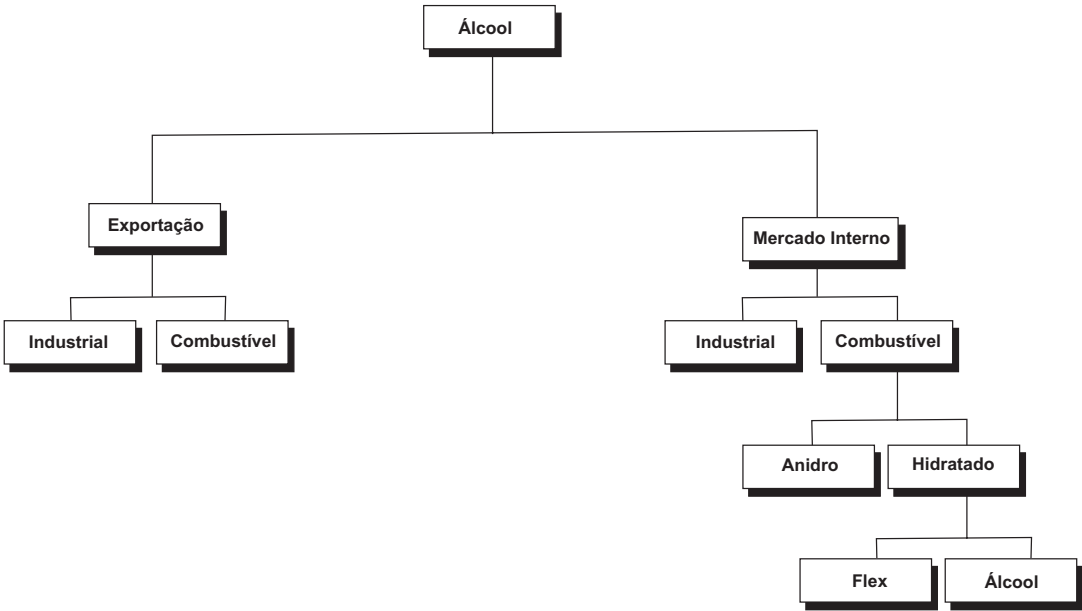 Álcool
Exportação
Mercado Interno
Industrial
Combustível
Industrial
Combustível
Anidro
Hidratado
Flex
Álcool